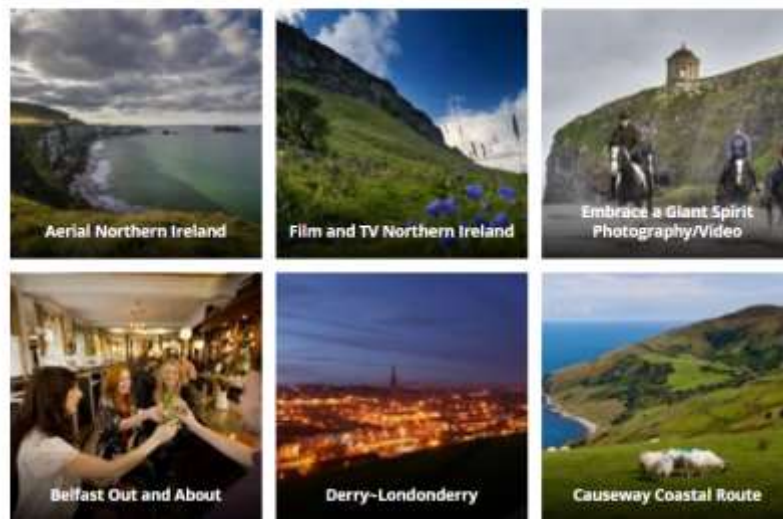 Aerial Northern Ireland
Film and TV Northern Ireland
Embrace a Giant Spirit
Photography/Video
Belfast Out and About
Derry~Londonderry
Causeway Coastal Route